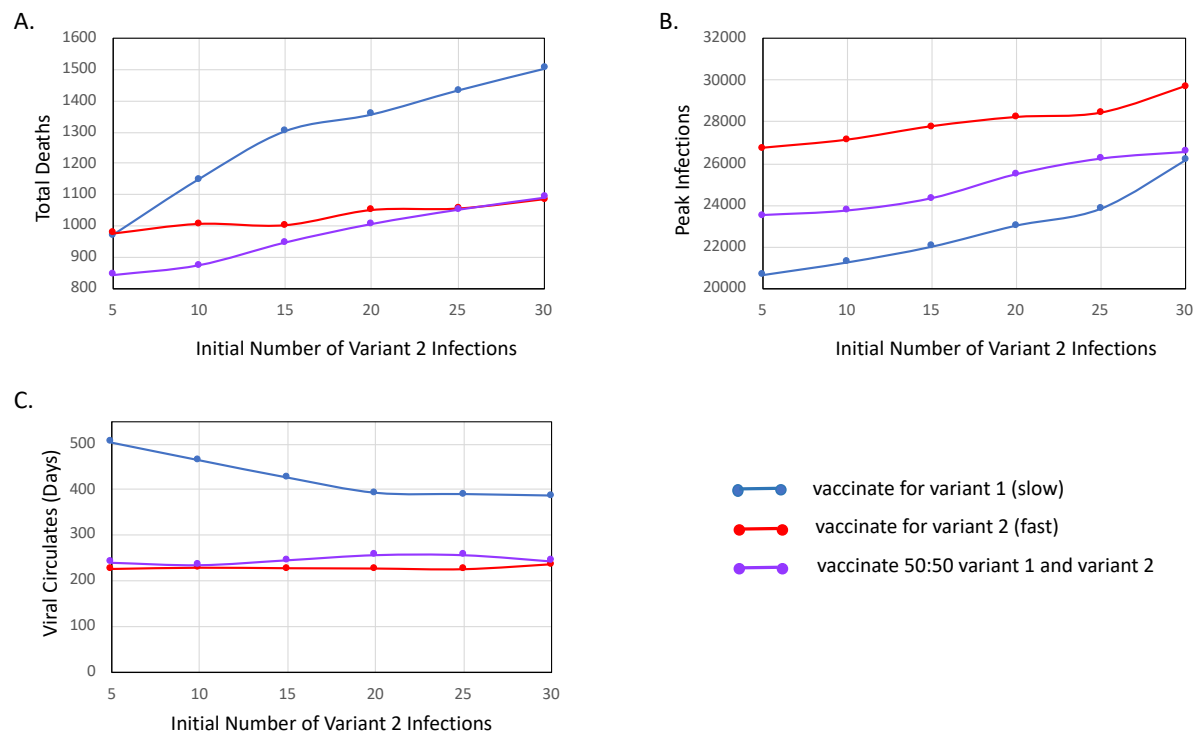 A.
1600
1500
1400
1300
1200
1100
1000
900
800
Total Deaths
5 10 15 20 25 30
Initial Number of Variant 2 Infections
B.
32000
30000
28000
26000
24000
22000
20000
Peak Infections
5 10 15 20 25 30
Initial Number of Variant 2 Infections
C.
500
400
300
200
100
0
Viral Circulates (Days)
5 10 15 20 25 30
Initial Number of Variant 2 Infections
vaccinate for variant 1 (slow)
vaccinate for variant 2 (fast)
vaccinate 50:50 variant 1 and variant 2